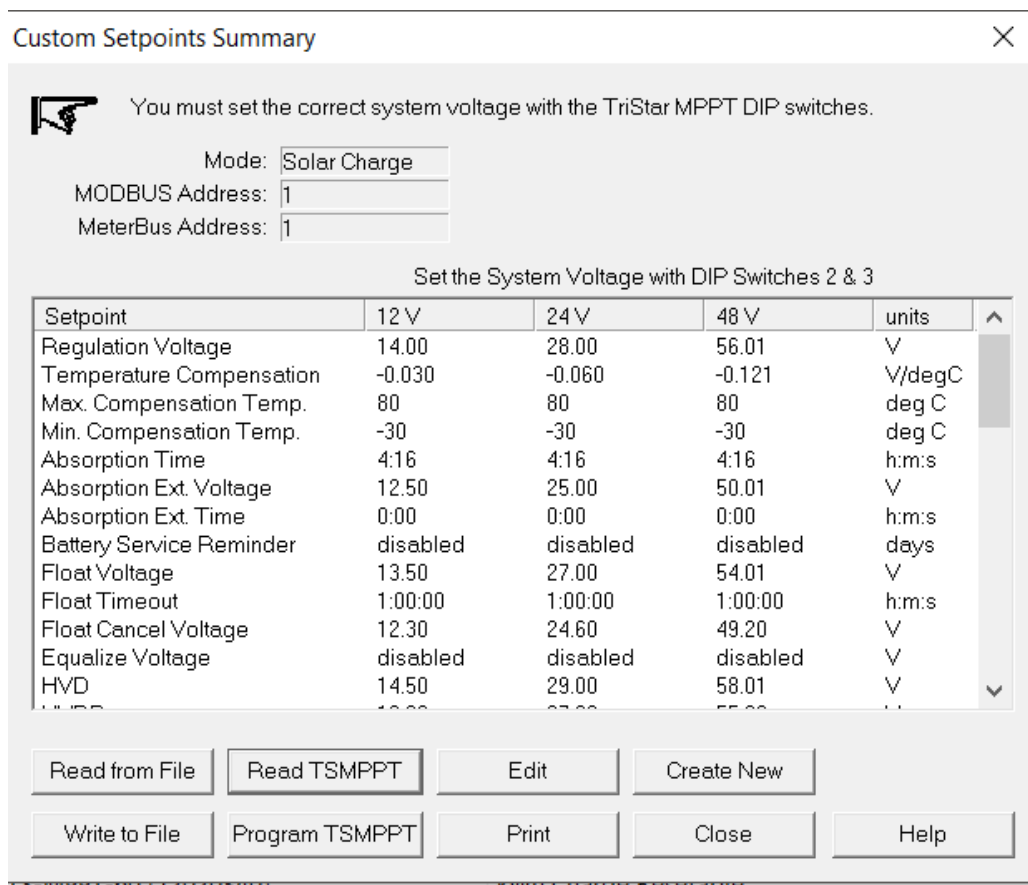 Custom Setpoints Summary
You must set the correct system voltage with the TriStar MPPT DIP switches.
Mode: Solar Charge
MODBUS Address: 1
MeterBus Address: 1
Set the System Voltage with DIP Switches 2 & 3
Setpoint 12 V 24 V 48 V units
Regulation Voltage 14.00 28.00 56.01 V
Temperature Compensation -0.030 -0.060 -0.121 V/degC
Max. Compensation Temp. 80 80 80 deg C
Min. Compensation Temp. -30 -30 -30 deg C
Absorption Time 4:16 4:16 4:16 h:m:s
Absorption Ext. Voltage 12.50 25.00 50.01 V
Absorption Ext. Time 0:00 0:00 0:00 h:m:s
Battery Service Reminder disabled disabled disabled days
Float Voltage 13.50 27.00 54.01 V
Float Timeout 1:00:00 1:00:00 1:00:00 h:m:s
Float Cancel Voltage 12.30 24.60 49.20 V
Equalize Voltage disabled disabled disabled V
HVD 14.50 29.00 58.01 V
Read from File Read TSMPPT Edit Create New
Write to File Program TSMPPT Print Close Help